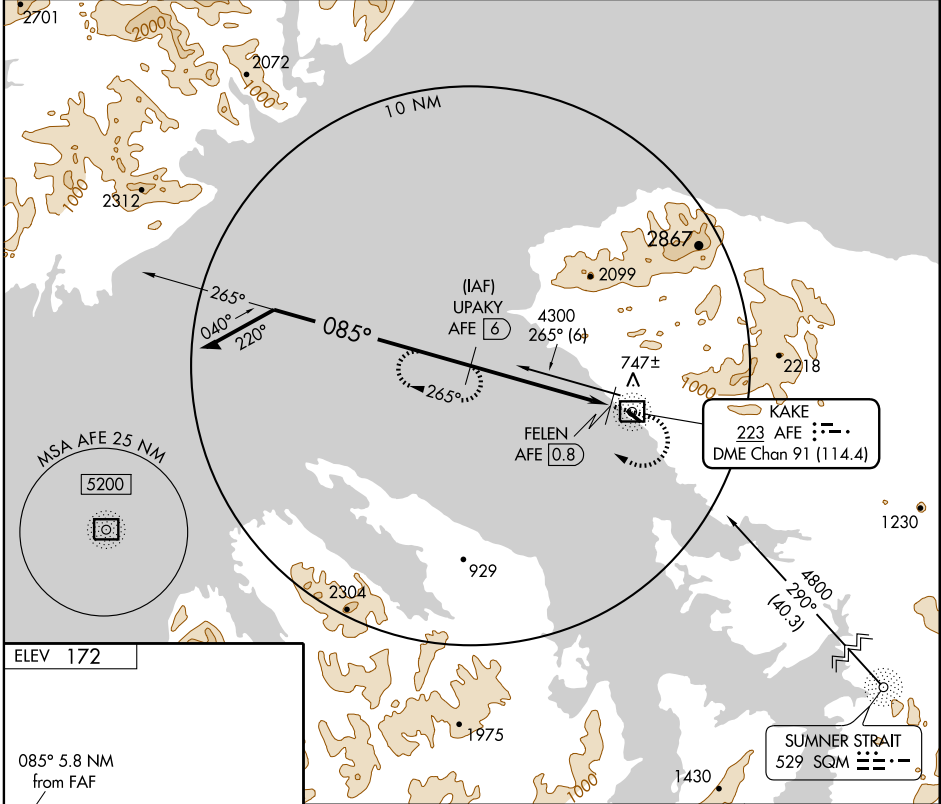 2701
2000
2072
1000
10 NM
1000
2312
2867
2099
265°
(IAF)
UPAKY
AFE 6
4300
265° (6)
040°
220°
085°
747±
2218
1000
265°
FELEN
AFE 0.8
KAKE
223 AFE
DME Chan 91 (114.4)
MSA AFE 25 NM
5200
1230
929
4800
290°
(40.3)
2304
ELEV 172
1975
SUMNER STRAIT
529 SQM
085° 5.8 NM
from FAF
1000
1430